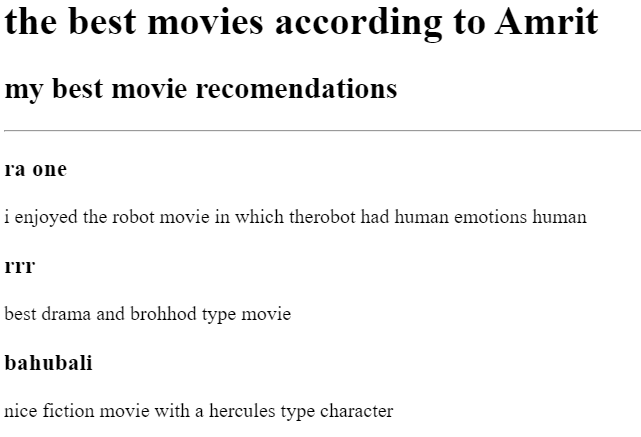 the best movies according to Amrit
my best movie recomendations
ra one
i enjoyed the robot movie in which therobot had human emotions human
rrr
best drama and brohhod type movie
bahubali
nice fiction movie with a hercules type character